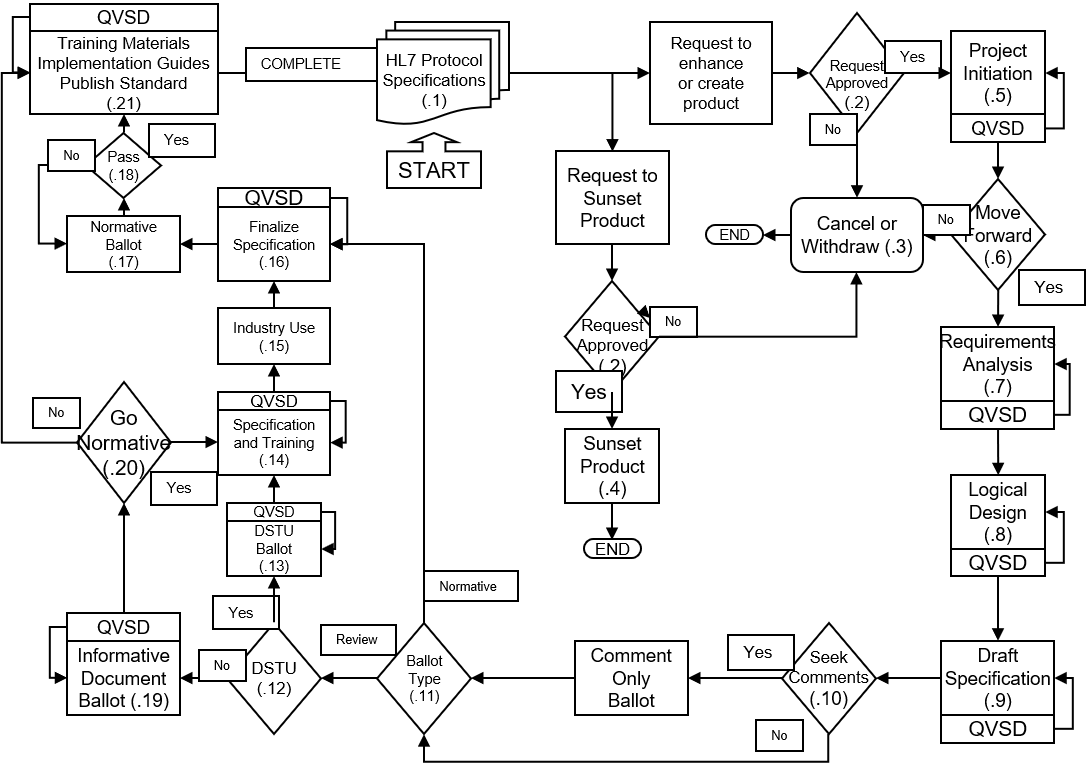 QVSD
Training Materials
Implementation Guides
Publish Standard
(.21)
COMPLETE
HL7 Protocol
Specifications
(.1)
START
Request to
enhance
or create
product
Request
Approved
(.2)
Yes
No
Project
Initiation
(.5)
QVSD
Pass
(.18)
No
Yes
Normative
Ballot
(.17)
QVSD
Finalize
Specification
(.16)
Request to
Sunset
Product
END
Cancel or
Withdraw (.3)
No
Move
Forward
(.6)
Yes
Industry Use
(.15)
Request
Approved
(.2)
No
Yes
Requirements
Analysis
(.7)
QVSD
No
Go
Normative
(.20)
Yes
QVSD
Specification
and Training
(.14)
Sunset
Product
(.4)
END
Logical
Design
(.8)
QVSD
QVSD
DSTU
Ballot
(.13)
Normative
QVSD
Informative
Document
Ballot (.19)
Yes
No
DSTU
(.12)
Review
Ballot
Type
(.11)
Comment
Only
Ballot
Yes
Seek
Comments
(.10)
No
Draft
Specification
(.9)
QVSD